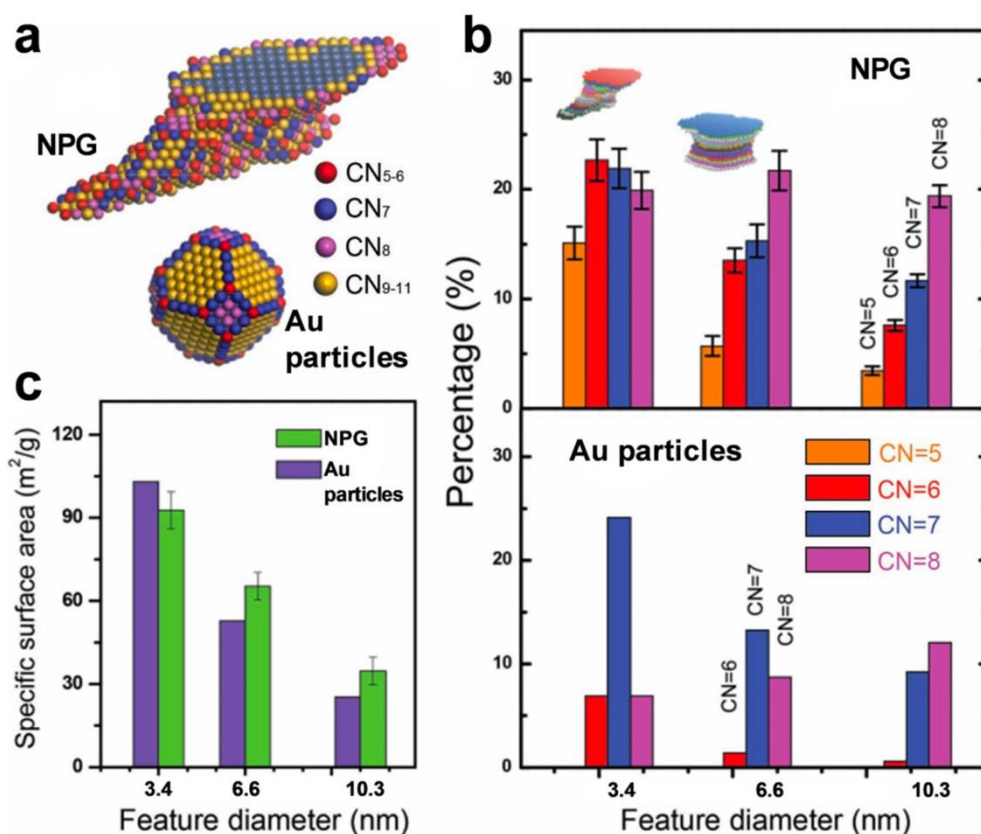 a
NPG
CN5-6
CN7
CN8
CN9-11
Au
particles
b
NPG
Percentage (%)
30
20
10
0
CN=5
CN=6
CN=7
CN=8
Au particles
CN=5
CN=6
CN=7
CN=8
30
20
10
0
CN=6
CN=7
CN=8
3.4
6.6
10.3
Feature diameter (nm)
c
Specific surface area (m²/g)
120
90
60
30
0
NPG
Au
particles
3.4
6.6
10.3
Feature diameter (nm)